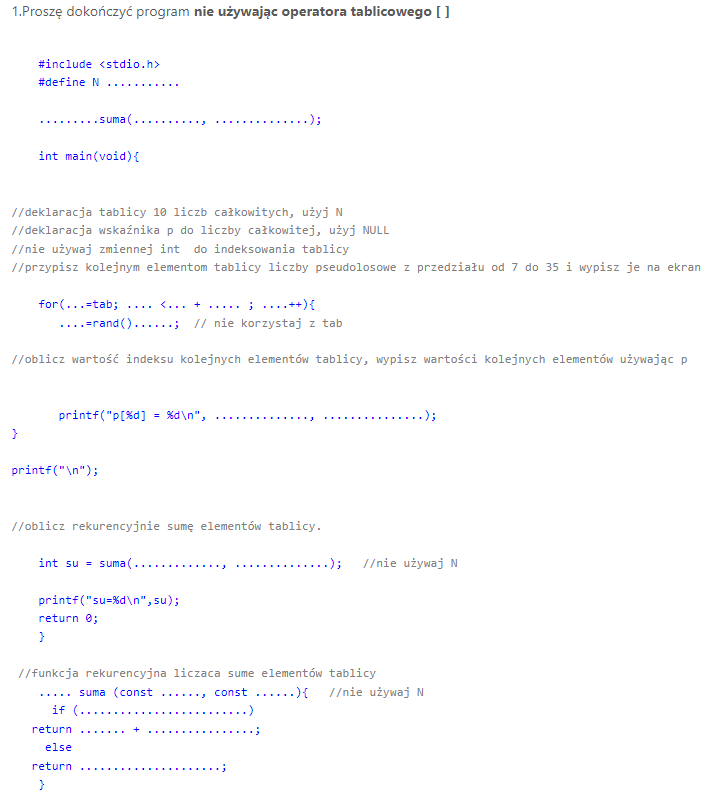 1.Proszę dokończyć program nie używając operatora tablicowego [ ]
#include <stdio.h>
#define N ...........
.........suma(.........., ..............);
int main(void){
//deklaracja tablicy 10 liczb całkowitych, użyj N
//deklaracja wskaźnika p do liczby całkowitej, użyj NULL
//nie używaj zmiennej int  do indeksowania tablicy
//przypisz kolejnym elementom tablicy liczby pseudolosowe z przedziału od 7 do 35 i wypisz je na ekran
for(...=tab; .... <... + ..... ; ....++){
....=rand()......;  // nie korzystaj z tab
//oblicz wartość indeksu kolejnych elementów tablicy, wypisz wartości kolejnych elementów używając p
printf("p[%d] = %d\n", .............., ...............);
}
printf("\n");
//oblicz rekurencyjnie sumę elementów tablicy.
int su = suma(............., ..............);   //nie używaj N
printf("su=%d\n",su);
return 0;
}
//funkcja rekurencyjna liczaca sume elementów tablicy
..... suma (const ......, const ......){   //nie używaj N
if (.........................)
return ....... + ................;
else
return .....................;
}